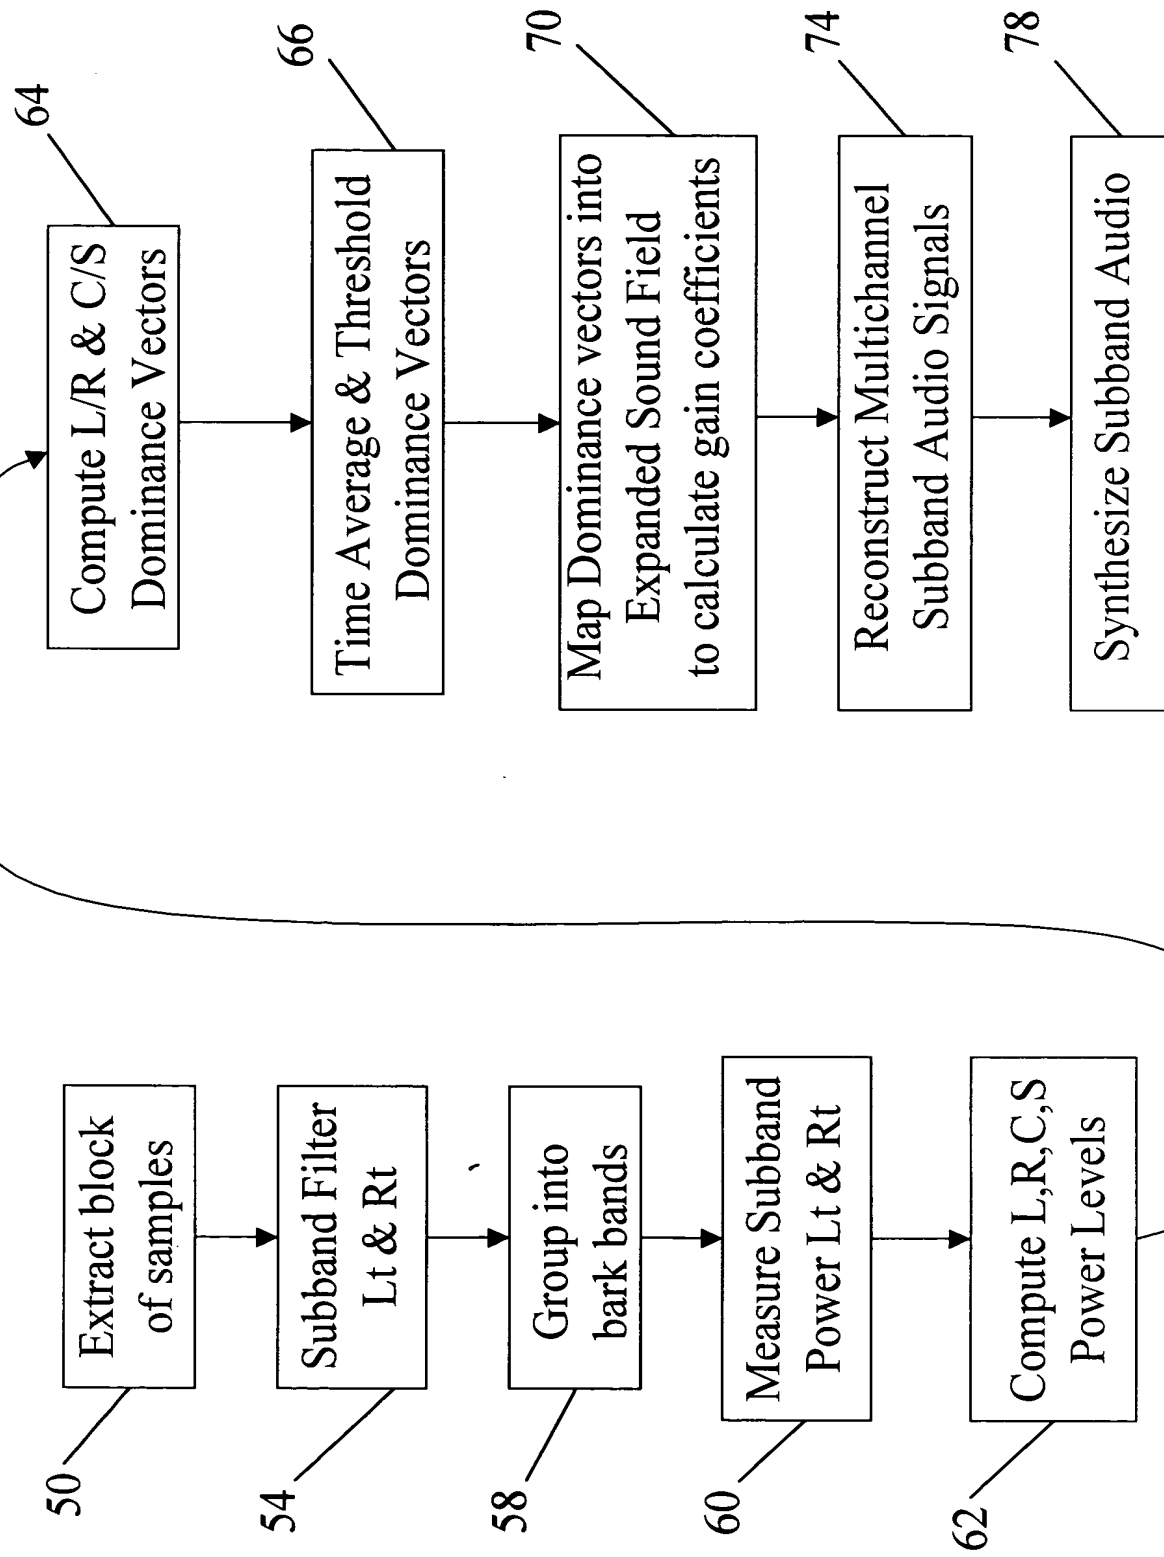 50
Extract block
of samples
54
Subband Filter
Lt & Rt
58
Group into
bark bands
60
Measure Subband
Power Lt & Rt
62
Compute L,R,C,S
Power Levels
64
Compute L/R & C/S
Dominance Vectors
66
Time Average & Threshold
Dominance Vectors
70
Map Dominance vectors into
Expanded Sound Field
to calculate gain coefficients
74
Reconstruct Multichannel
Subband Audio Signals
78
Synthesize Subband Audio